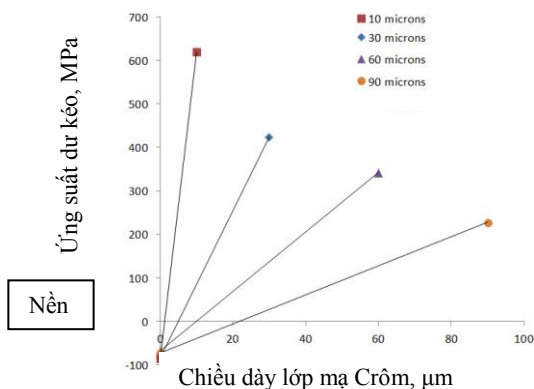 700
600
500
400
300
200
100
0
-100
0
20
40
60
80
100
10 microns
30 microns
60 microns
90 microns
Ứng suất dư kéo, MPa
Nền
Chiều dày lớp mạ Crôm, μm